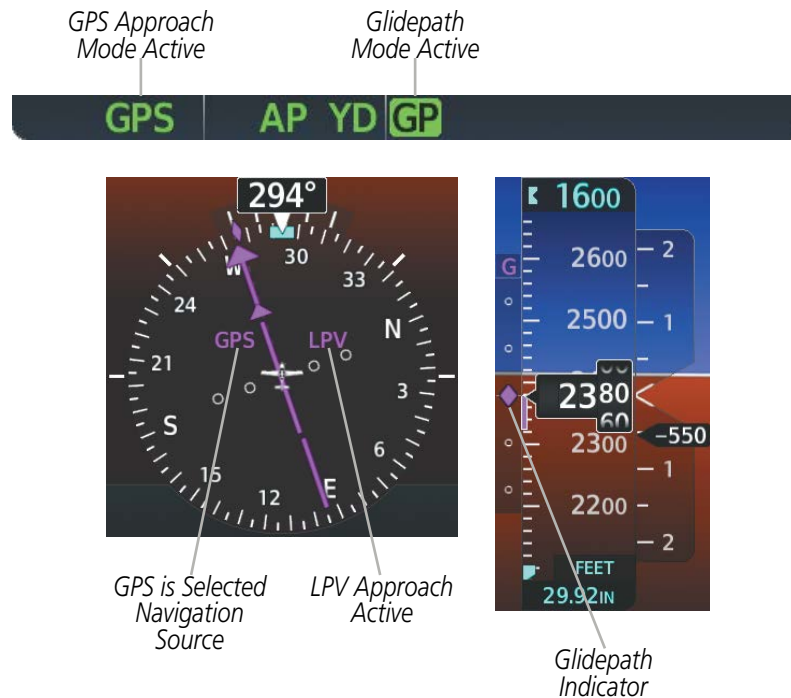 GPS Approach
Mode Active
Glidepath
Mode Active
GPS AP YD GP
294°
W 30 33 N 3 6 E 12 15 S 21 24
GPS LPV
1600
2600 2
G
2500 1
2380
60
2300
-550
1
2200
2
FEET
29.92IN
GPS is Selected
Navigation
Source
LPV Approach
Active
Glidepath
Indicator